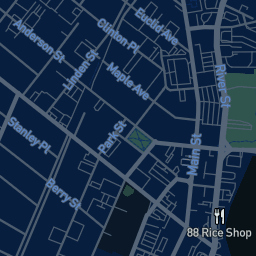 Euclid Ave
Clinton Pl
Anderson St
Linden St
Maple Ave
River St
Stanley Pl
Park St
Main St
Berry St
88 Rice Shop